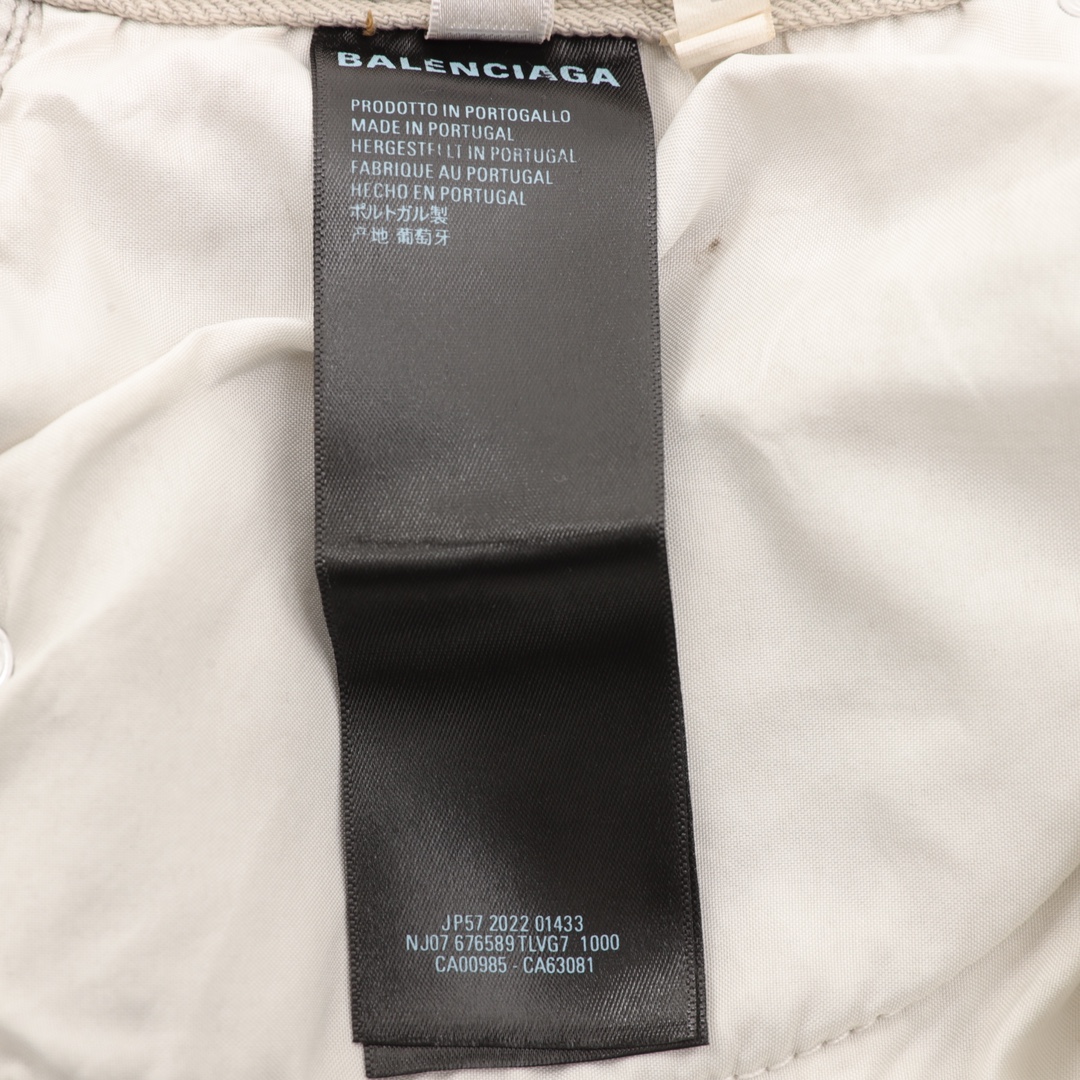 BALENCIAGA
PRODOTTO IN PORTOGALLO
MADE IN PORTUGAL
HERGESTELLT IN PORTUGAL
FABRIQUE AU PORTUGAL
HECHO EN PORTUGAL
ポルトガル製
产地 葡萄牙
JP57 2022 01433
NJ07 676589 TLVG7 1000
CA00985 - CA63081